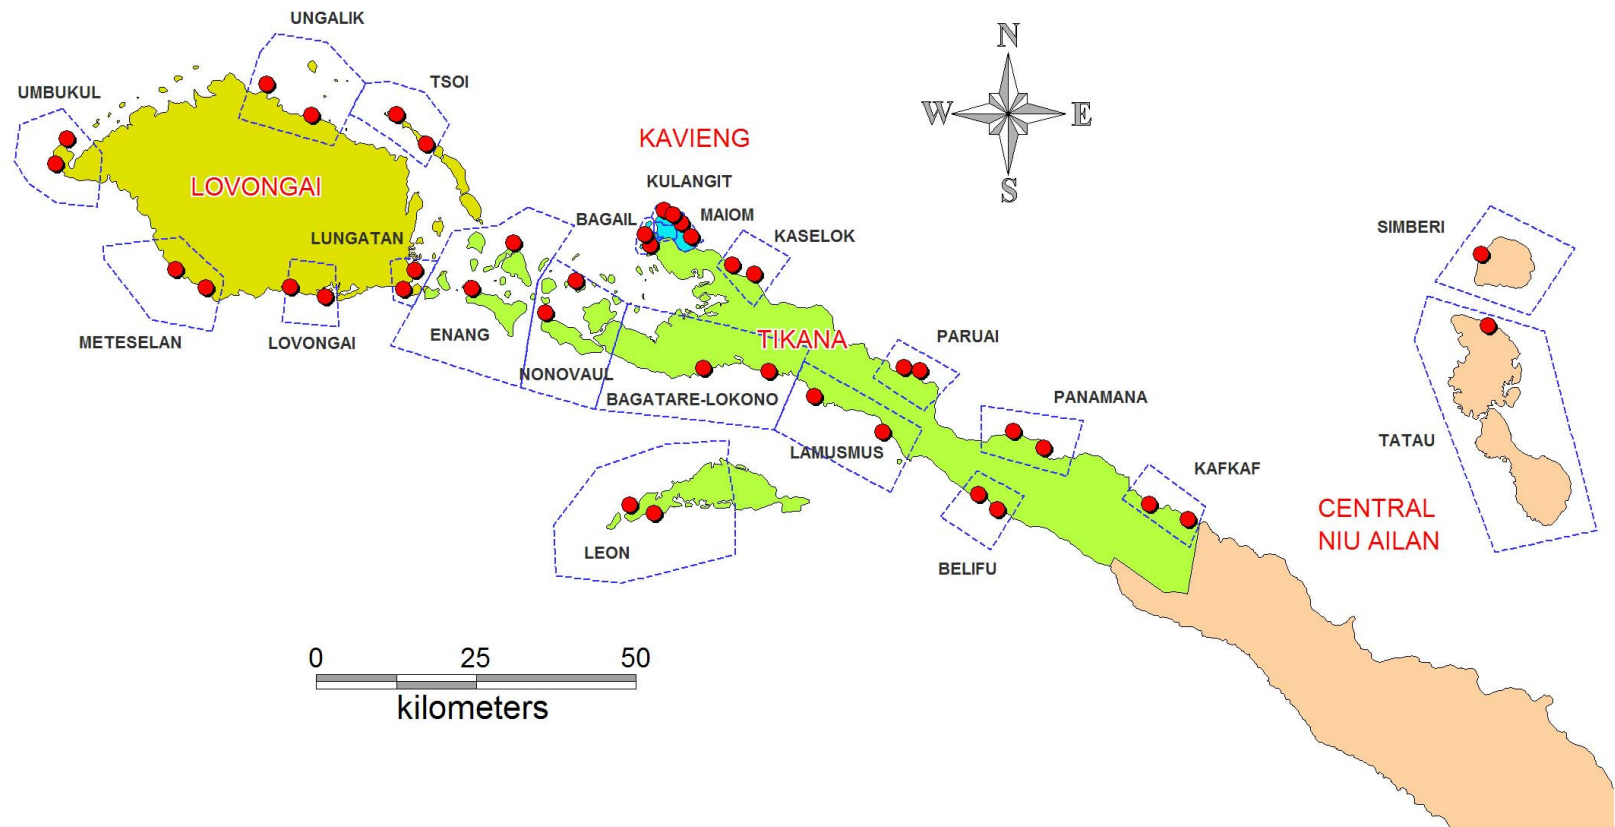 UNGALIK
N
UMBUKUL
TSOI
W
E
KAVIENG
S
LOVONGAI
KULANGIT
BAGAIL
MAIOM
SIMBERI
LUNGATAN
KASELOK
METESELAN
LOVONGAI
ENANG
TIKANA
PARUAI
NONOVAUL
BAGATARE-LOKONO
PANAMANA
TATAU
LAMUSMUS
KAFKAF
CENTRAL
NIU AILAN
LEON
BELIFU
0 25 50
kilometers